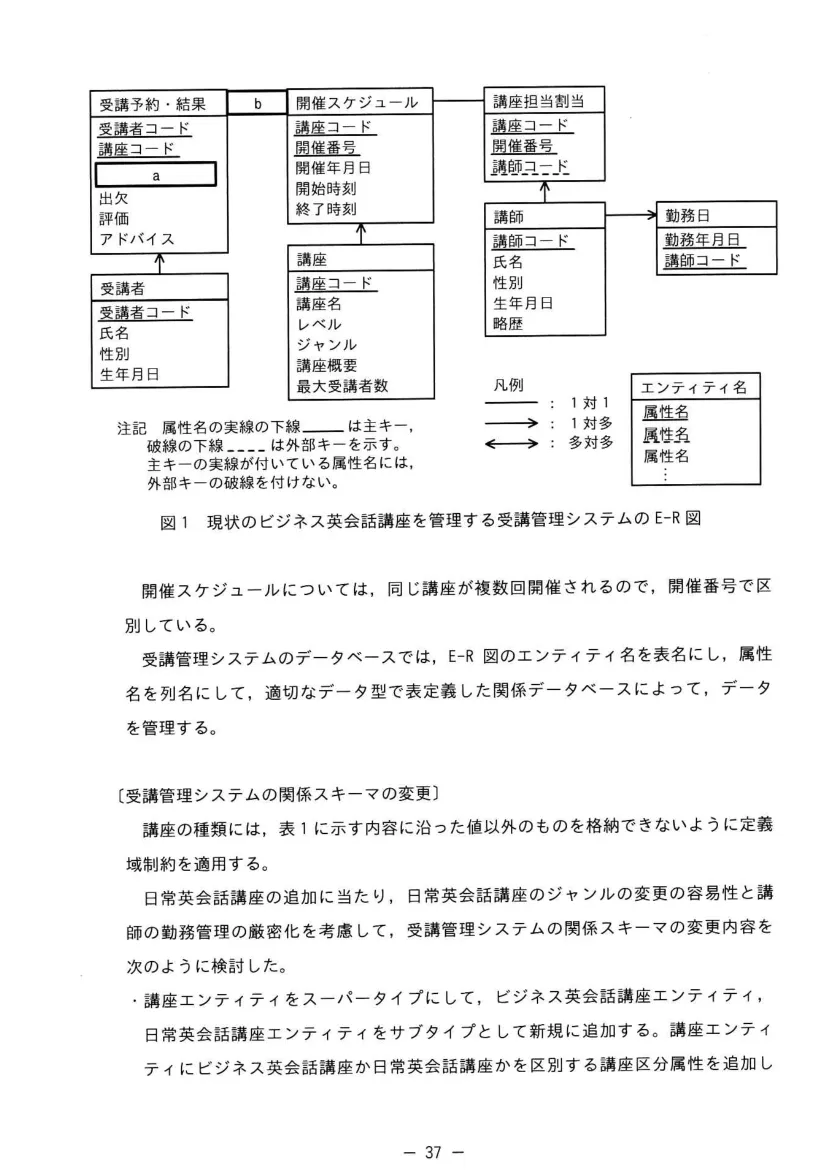 受講予約・結果
受講者コード
講座コード
a
出欠
評価
アドバイス
b
開催スケジュール
講座コード
開催番号
開催年月日
開始時刻
終了時刻
講座担当割当
講座コード
開催番号
講師コード
受講者
受講者コード
氏名
性別
生年月日
講座
講座コード
講座名
レベル
ジャンル
講座概要
最大受講者数
講師
講師コード
氏名
性別
生年月日
略歴
勤務日
勤務年月日
講師コード
凡例
: 1対1
: 1対多
: 多対多
エンティティ名
属性名
属性名
属性名
⋮
注記 属性名の実線の下線____は主キー，
破線の下線____は外部キーを示す。
主キーの実線が付いている属性名には，
外部キーの破線を付けない。
図1 現状のビジネス英会話講座を管理する受講管理システムのE-R図
開催スケジュールについては，同じ講座が複数回開催されるので，開催番号で区
別している。
受講管理システムのデータベースでは，E-R 図のエンティティ名を表名にし，属性
名を列名にして，適切なデータ型で表定義した関係データベースによって，データ
を管理する。
〔受講管理システムの関係スキーマの変更〕
講座の種類には，表1に示す内容に沿った値以外のものを格納できないように定義
域制約を適用する。
日常英会話講座の追加に当たり，日常英会話講座のジャンルの変更の容易性と講
師の勤務管理の厳密化を考慮して，受講管理システムの関係スキーマの変更内容を
次のように検討した。
・講座エンティティをスーパータイプにして，ビジネス英会話講座エンティティ，
日常英会話講座エンティティをサブタイプとして新規に追加する。講座エンティ
ティにビジネス英会話講座か日常英会話講座かを区別する講座区分属性を追加し
― 37 ―